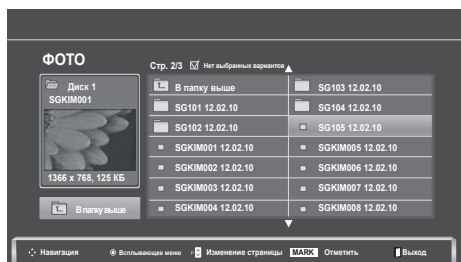 ФОТО
Стр. 2/3 Нет выбранных вариантов
Диск 1
SGKIM001
1366 x 768, 125 КБ
В папку выше
В папку выше
SG101 12.02.10
SG102 12.02.10
SGKIM001 12.02.10
SGKIM002 12.02.10
SGKIM003 12.02.10
SGKIM004 12.02.10
SG103 12.02.10
SG104 12.02.10
SG105 12.02.10
SGKIM005 12.02.10
SGKIM006 12.02.10
SGKIM007 12.02.10
SGKIM008 12.02.10
Навигация Всплывающее меню P Изменение страницы MARK Отметить Выход